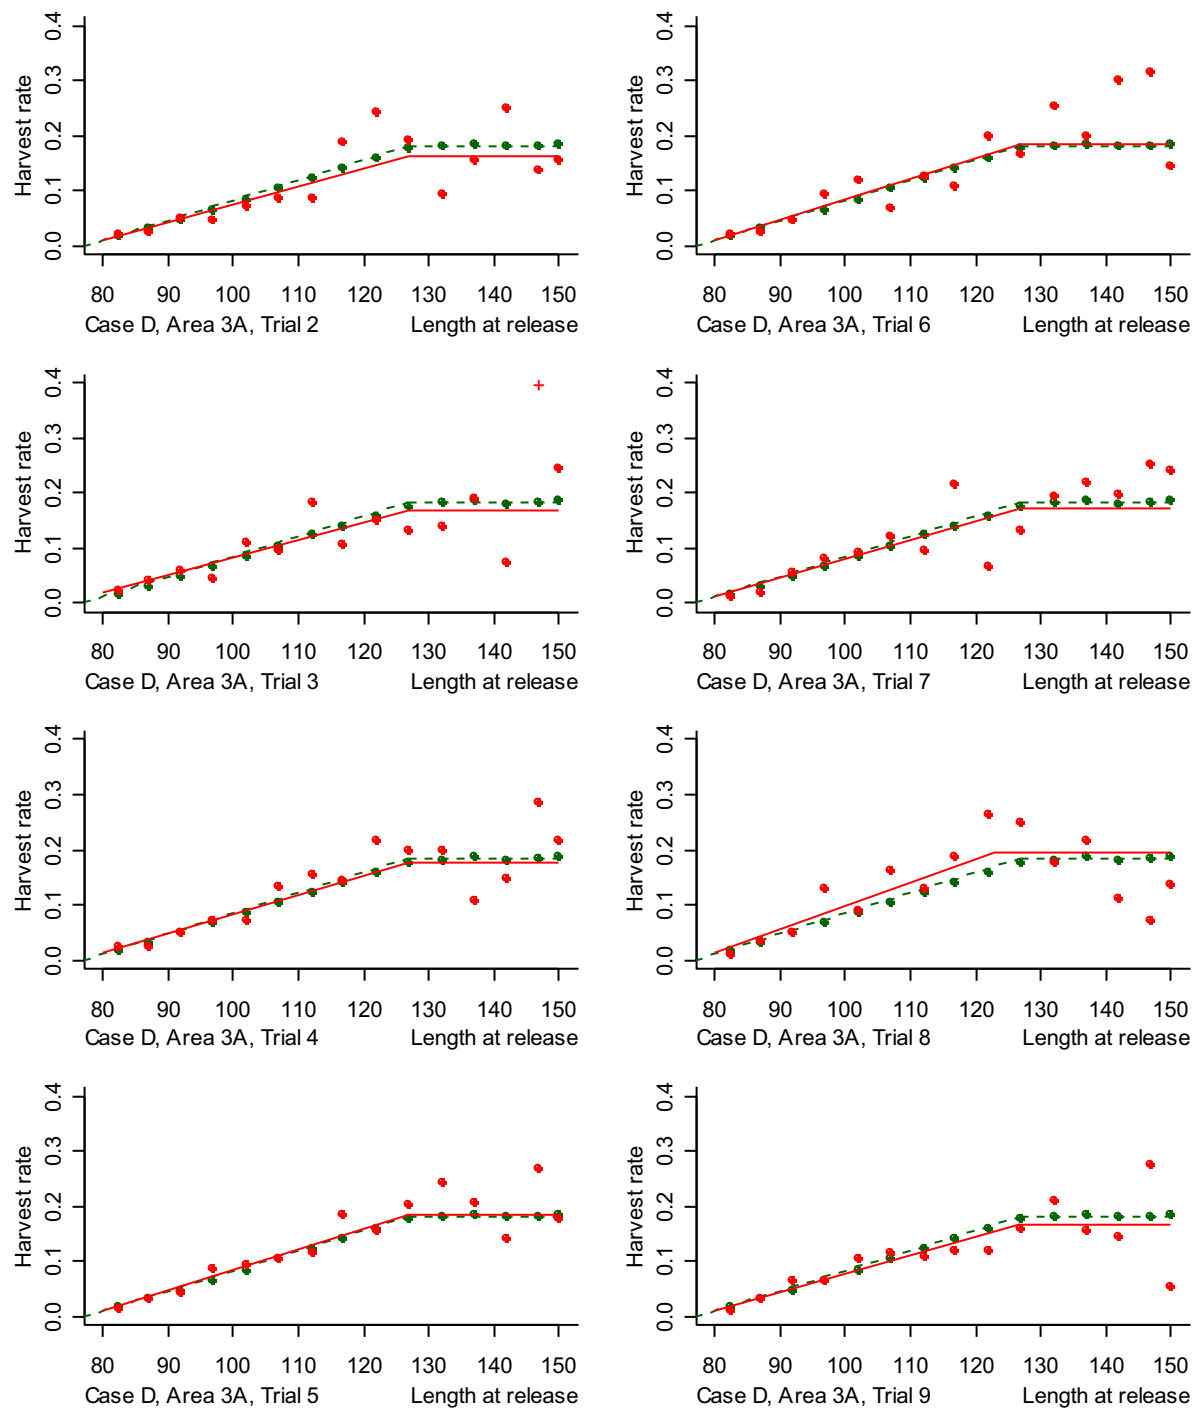 Harvest rate
0.0 0.1 0.2 0.3 0.4
80 90 100 110 120 130 140 150
Case D, Area 3A, Trial 2 Length at release
Harvest rate
0.0 0.1 0.2 0.3 0.4
80 90 100 110 120 130 140 150
Case D, Area 3A, Trial 6 Length at release
Harvest rate
0.0 0.1 0.2 0.3 0.4
80 90 100 110 120 130 140 150
Case D, Area 3A, Trial 3 Length at release
Harvest rate
0.0 0.1 0.2 0.3 0.4
80 90 100 110 120 130 140 150
Case D, Area 3A, Trial 7 Length at release
Harvest rate
0.0 0.1 0.2 0.3 0.4
80 90 100 110 120 130 140 150
Case D, Area 3A, Trial 4 Length at release
Harvest rate
0.0 0.1 0.2 0.3 0.4
80 90 100 110 120 130 140 150
Case D, Area 3A, Trial 8 Length at release
Harvest rate
0.0 0.1 0.2 0.3 0.4
80 90 100 110 120 130 140 150
Case D, Area 3A, Trial 5 Length at release
Harvest rate
0.0 0.1 0.2 0.3 0.4
80 90 100 110 120 130 140 150
Case D, Area 3A, Trial 9 Length at release